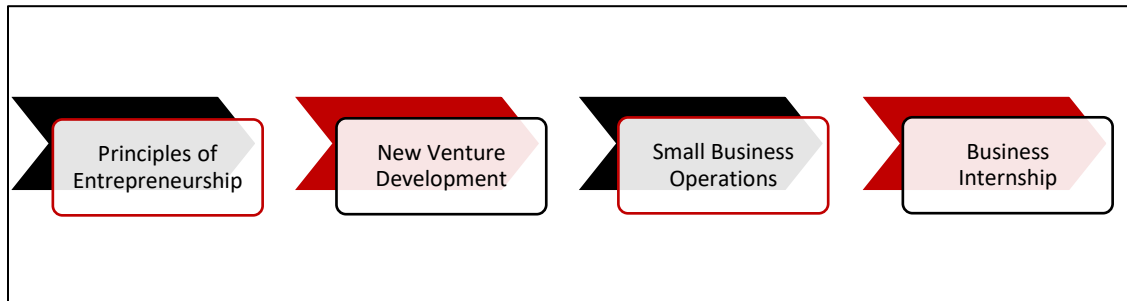 Principles of
Entrepreneurship
New Venture
Development
Small Business
Operations
Business
Internship